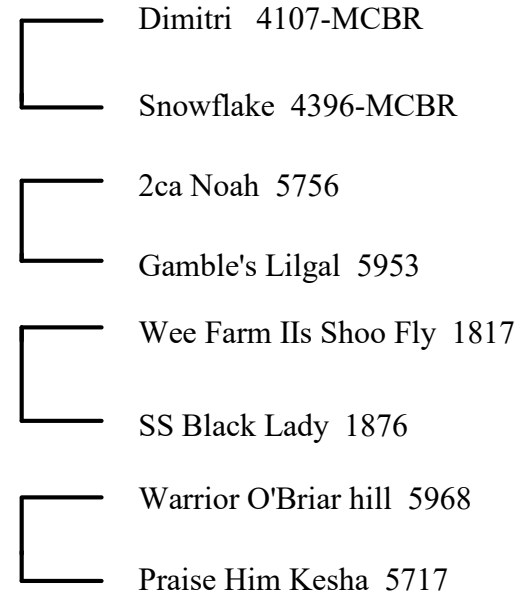 Dimitri 4107-MCBR
Snowflake 4396-MCBR
2ca Noah 5756
Gamble's Lilgal 5953
Wee Farm IIs Shoo Fly 1817
SS Black Lady 1876
Warrior O'Briar hill 5968
Praise Him Kesha 5717